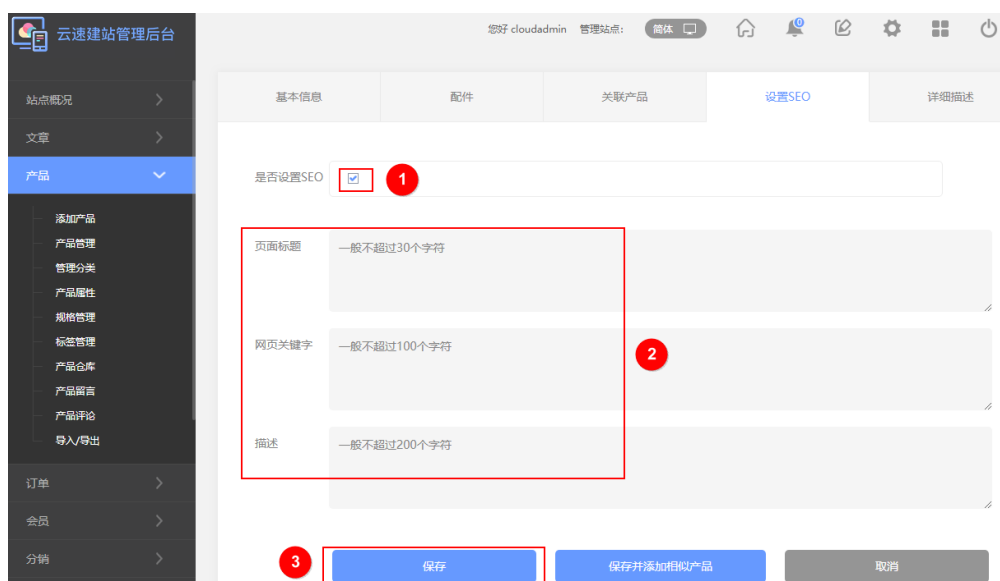 云速建站管理后台
您好 cloudadmin 管理站点: 简体 0
站点概况
文章
产品
添加产品
产品管理
管理分类
产品属性
规格管理
标签管理
产品仓库
产品留言
产品评论
导入/导出
订单
会员
分销
基本信息 配件 关联产品 设置SEO 详细描述
是否设置SEO 1
页面标题 一般不超过30个字符
网页关键字 一般不超过100个字符
2
描述 一般不超过200个字符
3 保存 保存并添加相似产品 取消